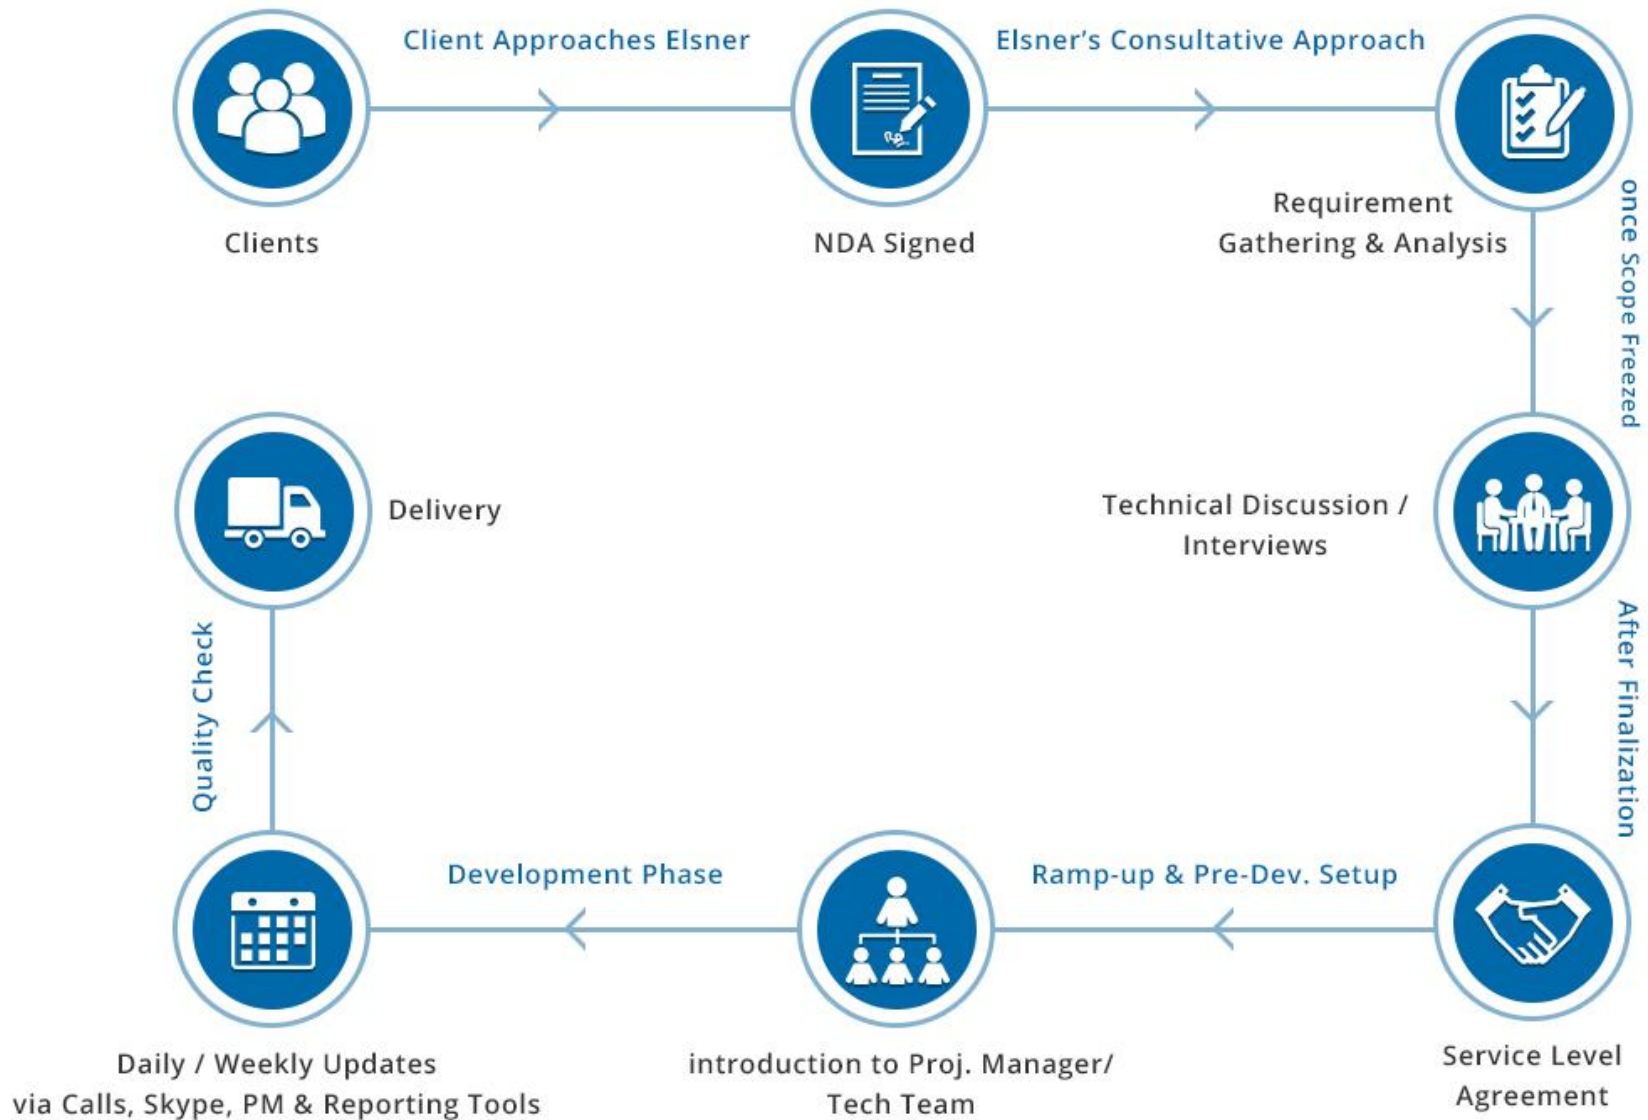 Client Approaches Elsner
Elsner's Consultative Approach
Clients
NDA Signed
Requirement
Gathering & Analysis
once Scope Freezed
Technical Discussion /
Interviews
After Finalization
Service Level
Agreement
Ramp-up & Pre-Dev. Setup
introduction to Proj. Manager/
Tech Team
Development Phase
Daily / Weekly Updates
via Calls, Skype, PM & Reporting Tools
Quality Check
Delivery